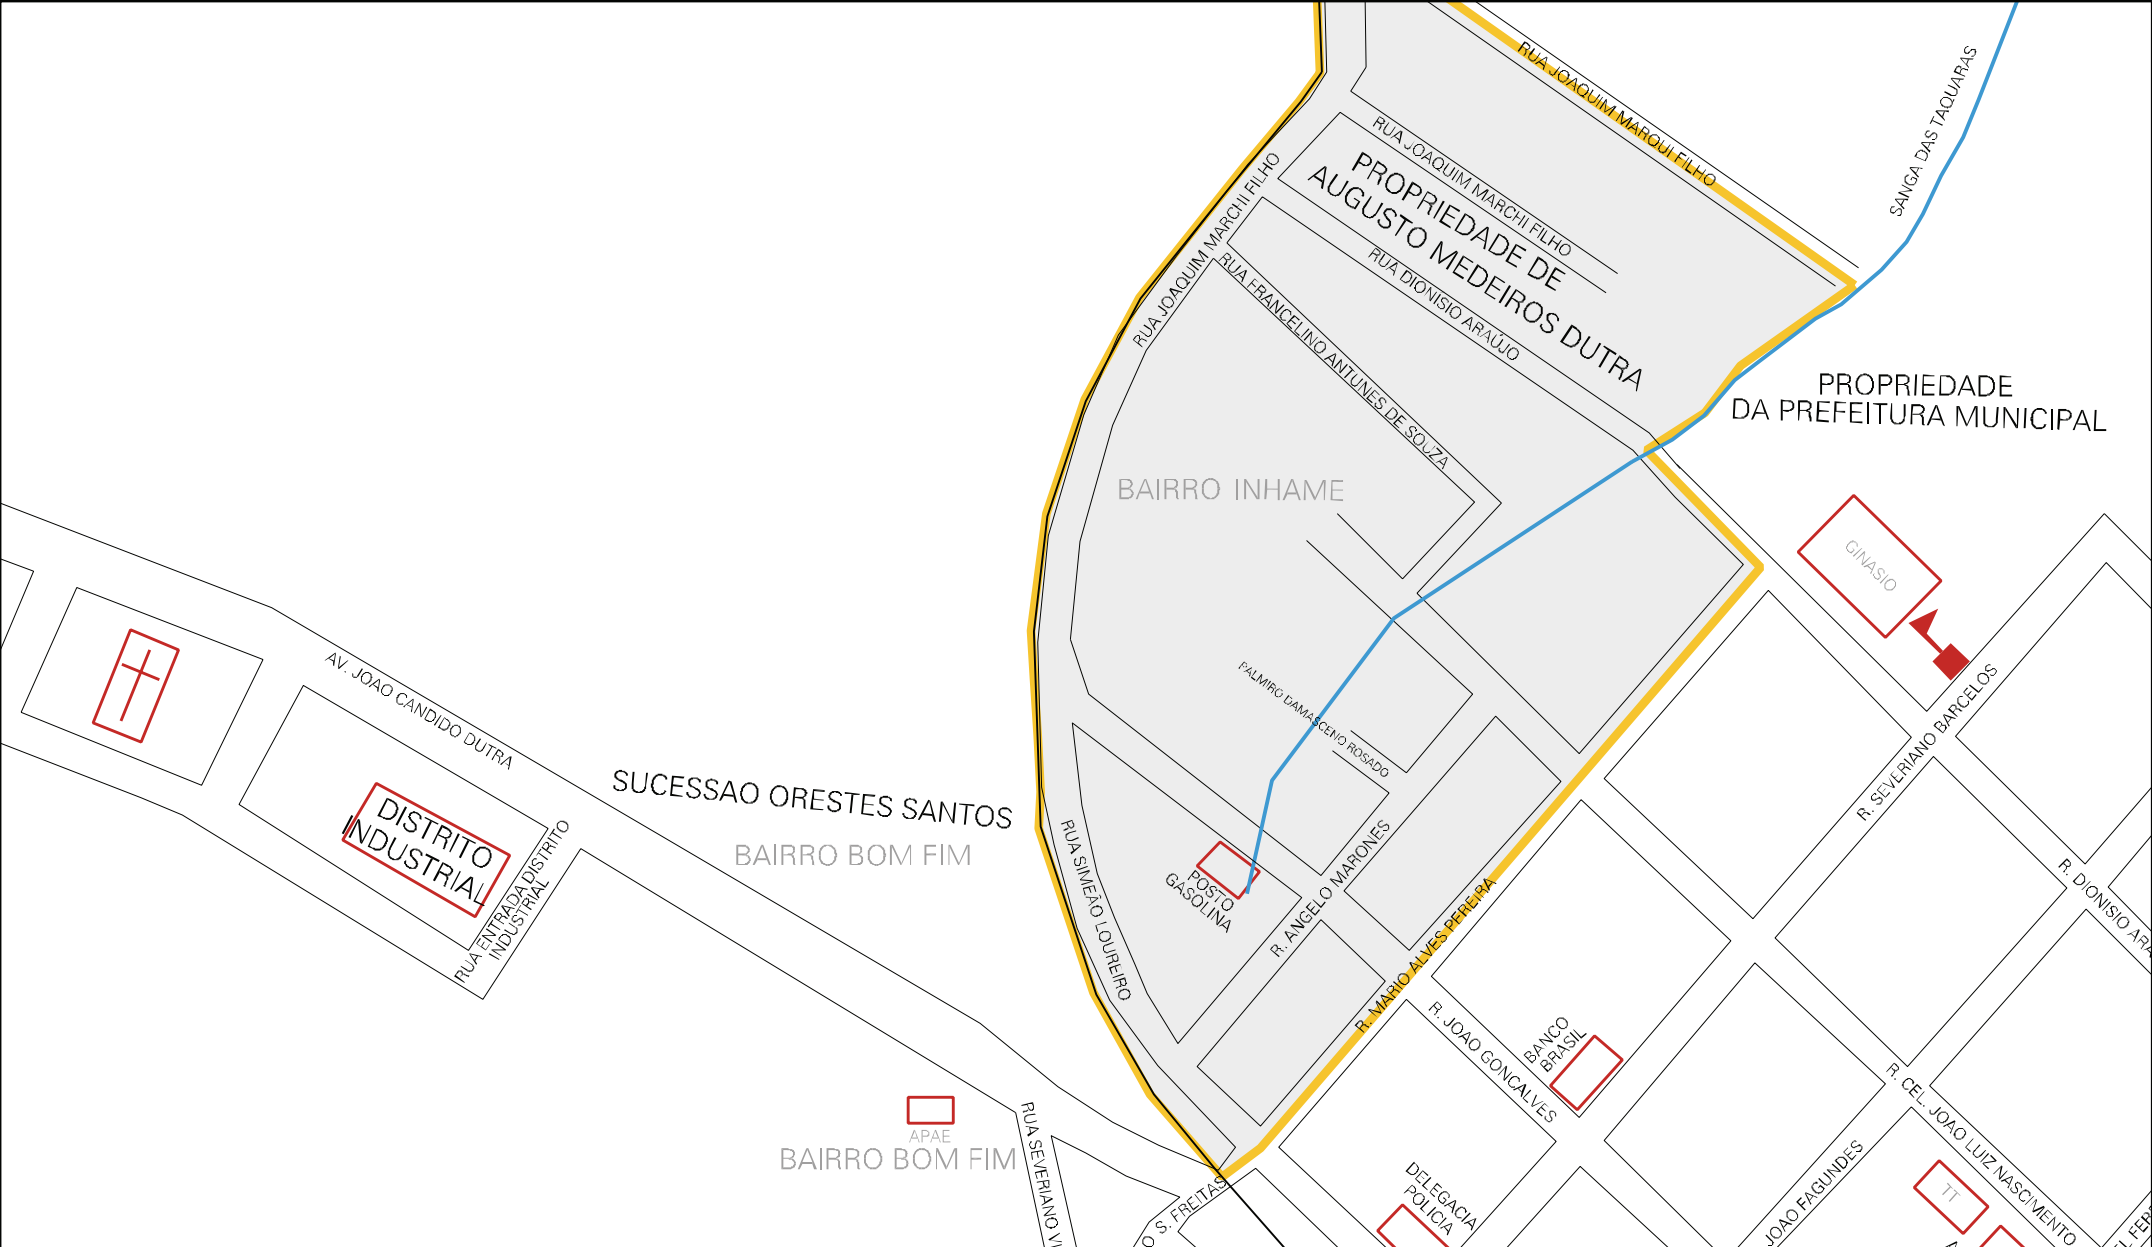 RUA JOAQUIM MARQUI FILHO
SANGA DAS TAQUARAS
RUA JOAQUIM MARCHI FILHO
PROPRIEDADE DE
AUGUSTO MEDEIROS DUTRA
RUA JOAQUIM MARCHI FILHO
RUA DIONISIO ARAÚJO
RUA FRANCELINO ANTUNES DE SOUZA
PROPRIEDADE
DA PREFEITURA MUNICIPAL
BAIRRO INHAME
GINASIO
AV. JOAO CANDIDO DUTRA
PALMIRO DAMASCENO ROSADO
R. SEVERIANO BARCELOS
SUCESSAO ORESTES SANTOS
BAIRRO BOM FIM
DISTRITO
INDUSTRIAL
RUA ENTRADA DISTRITO
INDUSTRIAL
RUA SIMEÃO LOUREIRO
POSTO
GASOLINA
R. ANGELO MARONES
R. MARIO ALVES PEREIRA
R. DIONISIO ARA
R. JOAO GONCALVES
BANCO
BRASIL
R. CEL. JOAO LUIZ NASCIMENTO
APAE
BAIRRO BOM FIM
RUA SEVERIANO VI
O S. FREITAS
DELEGACIA
POLICIA
JOAO FAGUNDES
TT